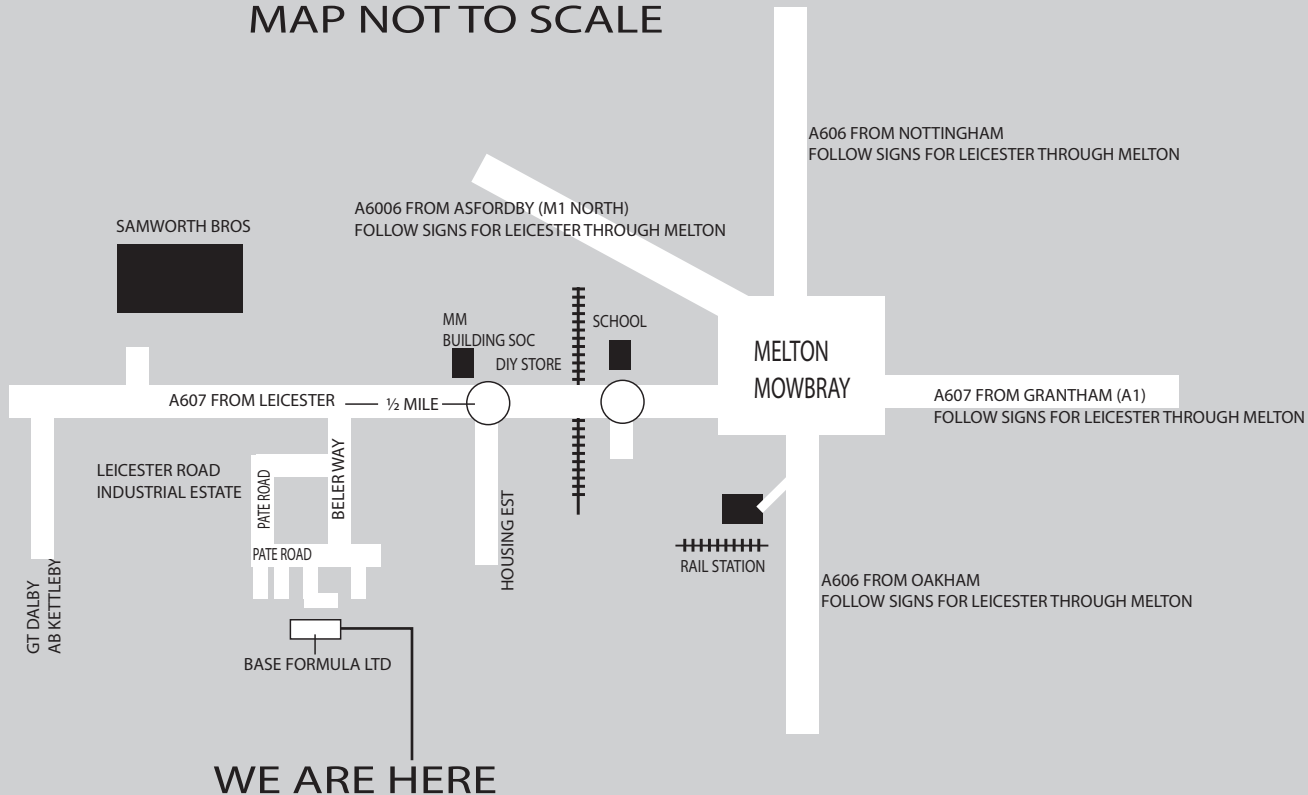 MAP NOT TO SCALE
A606 FROM NOTTINGHAM
FOLLOW SIGNS FOR LEICESTER THROUGH MELTON
A6006 FROM ASFORDBY (M1 NORTH)
FOLLOW SIGNS FOR LEICESTER THROUGH MELTON
SAMWORTH BROS
MM
BUILDING SOC
DIY STORE
SCHOOL
MELTON
MOWBRAY
A607 FROM LEICESTER
½ MILE
A607 FROM GRANTHAM (A1)
FOLLOW SIGNS FOR LEICESTER THROUGH MELTON
LEICESTER ROAD
INDUSTRIAL ESTATE
PATE ROAD
BELER WAY
PATE ROAD
HOUSING EST
RAIL STATION
A606 FROM OAKHAM
FOLLOW SIGNS FOR LEICESTER THROUGH MELTON
GT DALBY
AB KETTLEBY
BASE FORMULA LTD
WE ARE HERE